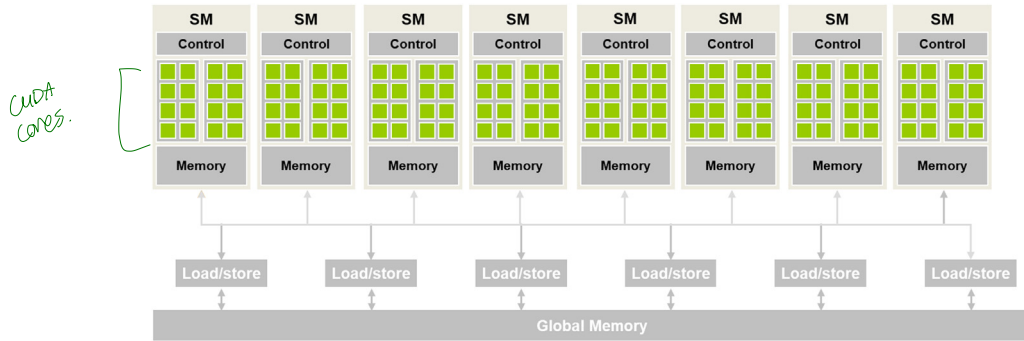 SM SM SM SM SM SM SM SM
Control Control Control Control Control Control Control Control
CUDA
cores.
Memory Memory Memory Memory Memory Memory Memory Memory
Load/store Load/store Load/store Load/store Load/store Load/store
Global Memory